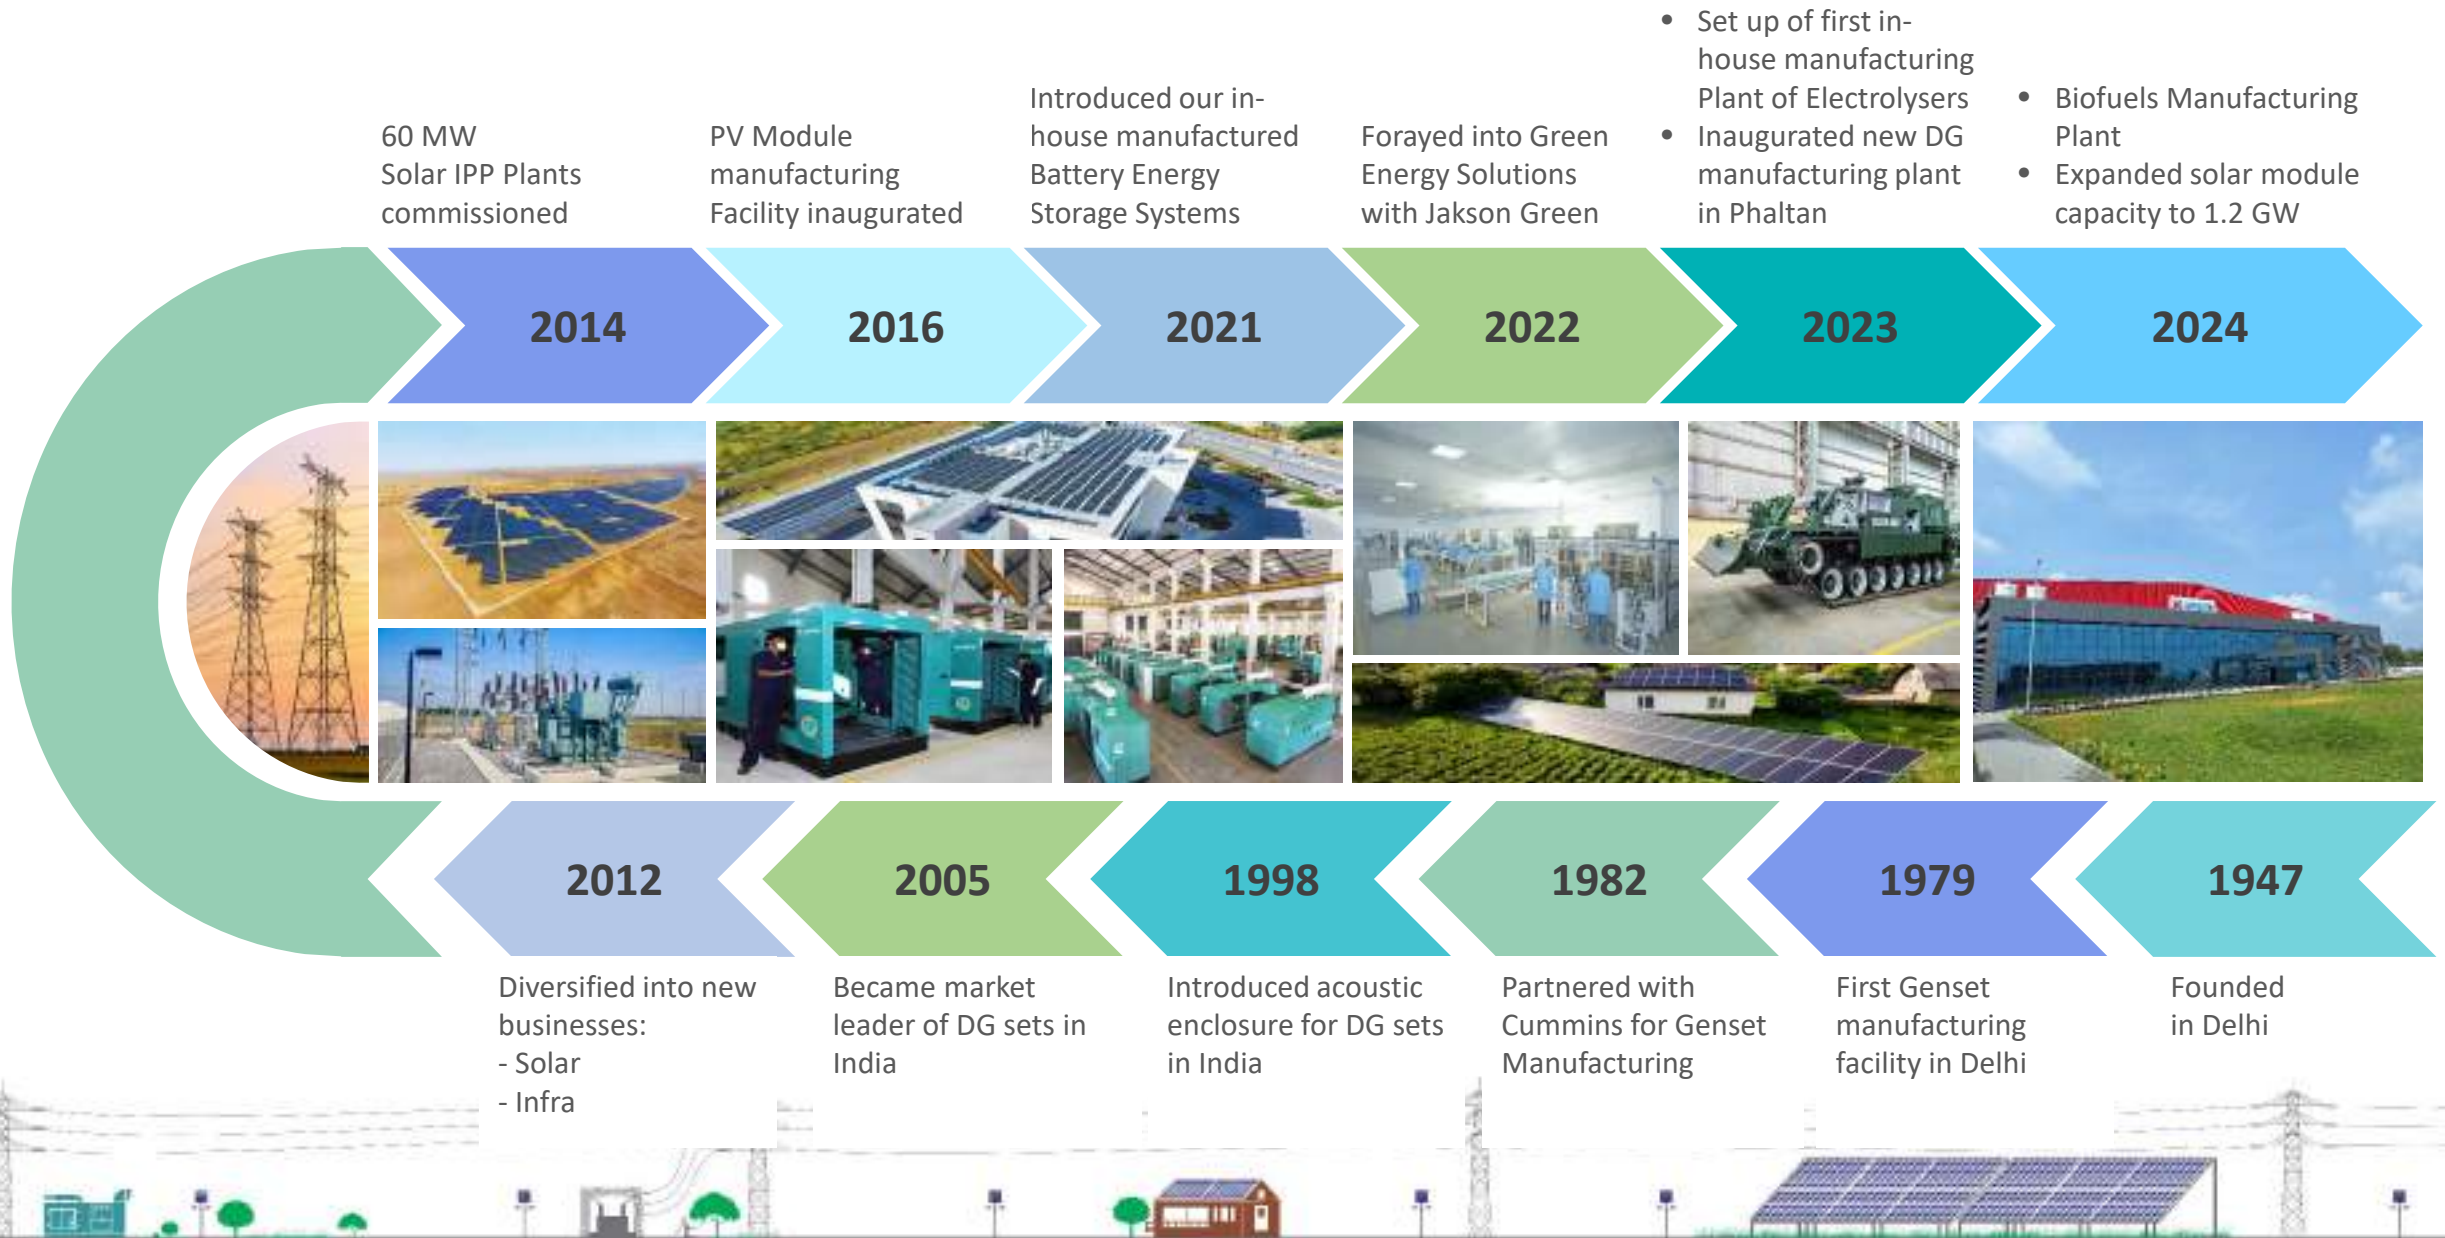 60 MW
Solar IPP Plants
commissioned
PV Module
manufacturing
Facility inaugurated
Introduced our in-
house manufactured
Battery Energy
Storage Systems
Forayed into Green
Energy Solutions
with Jakson Green
• Set up of first in-
house manufacturing
Plant of Electrolysers
• Inaugurated new DG
manufacturing plant
in Phaltan
• Biofuels Manufacturing
Plant
• Expanded solar module
capacity to 1.2 GW
2014
2016
2021
2022
2023
2024
2012
2005
1998
1982
1979
1947
Diversified into new
businesses:
- Solar
- Infra
Became market
leader of DG sets in
India
Introduced acoustic
enclosure for DG sets
in India
Partnered with
Cummins for Genset
Manufacturing
First Genset
manufacturing
facility in Delhi
Founded
in Delhi